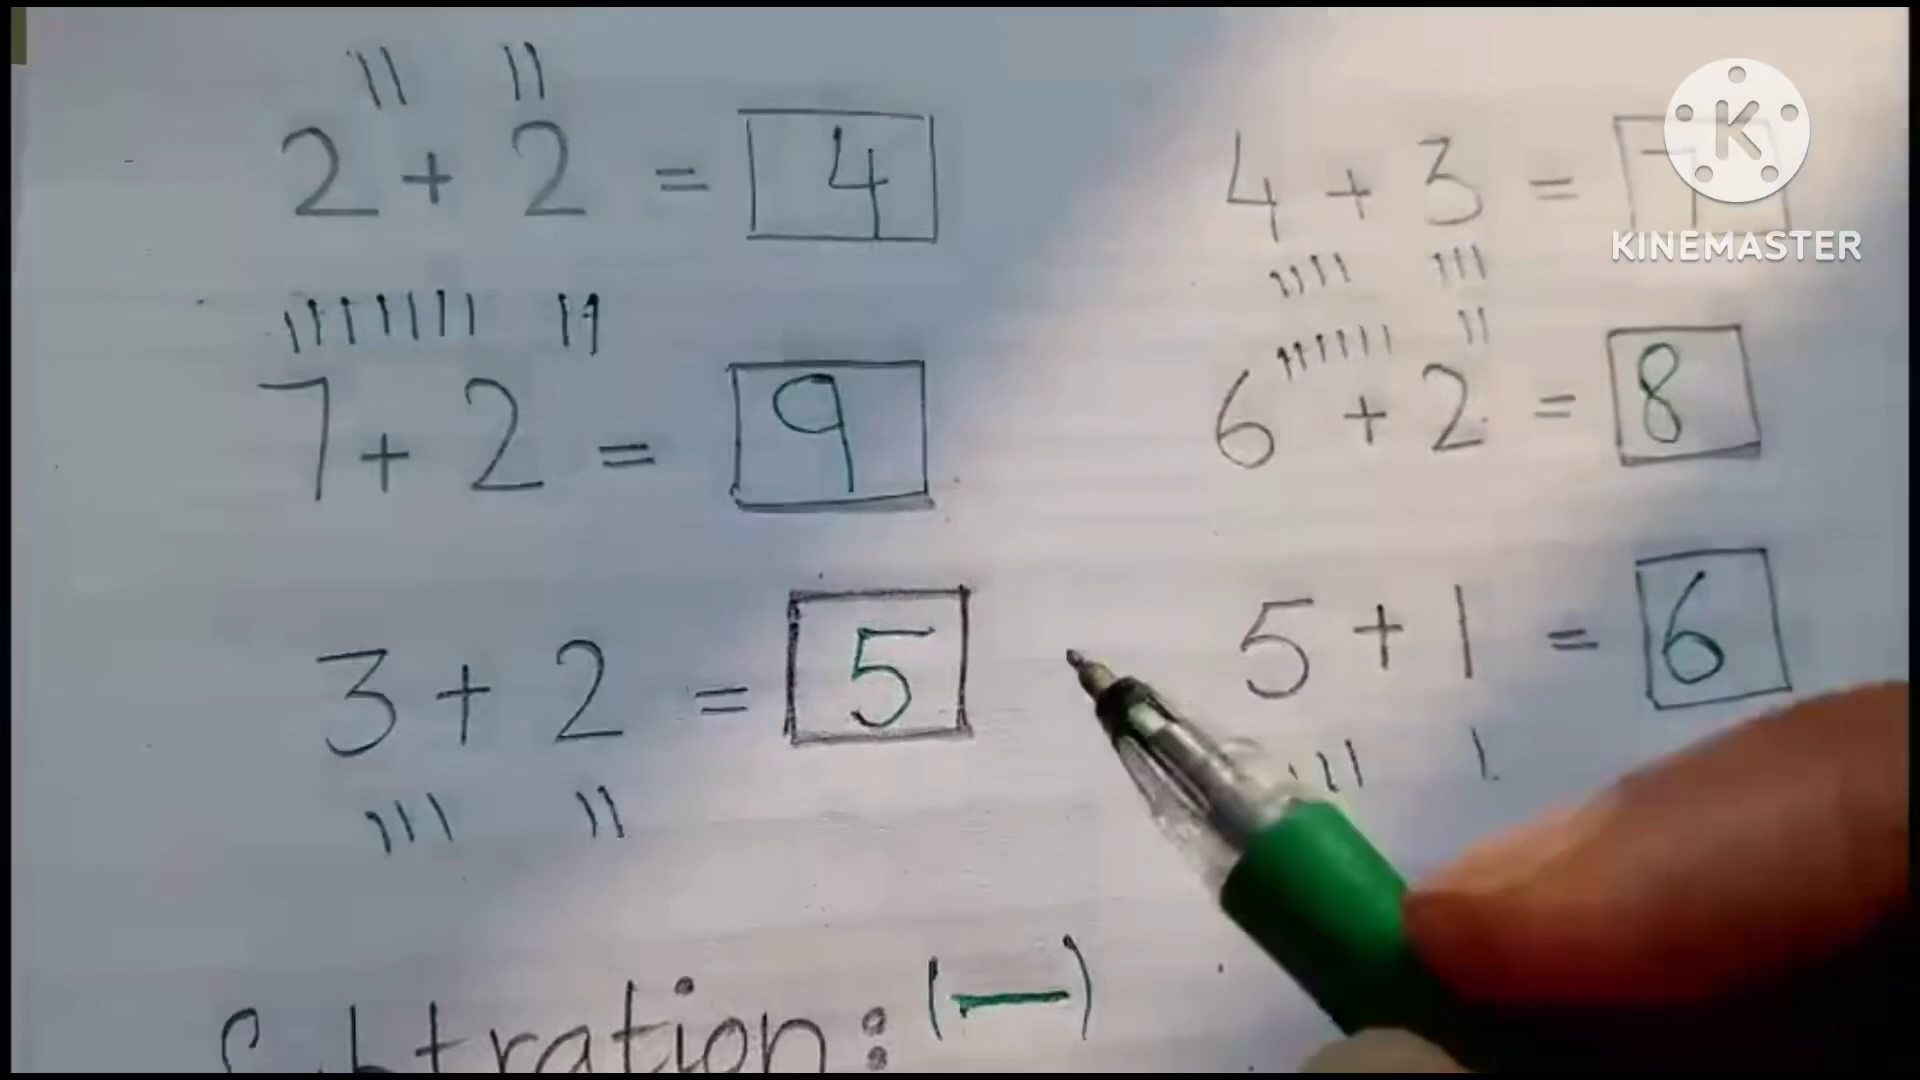 2 + 2 = 4
4 + 3 = 7
7 + 2 = 9
6 + 2 = 8
3 + 2 = 5
5 + 1 = 6
Subtration: (—)
K
KINEMASTER